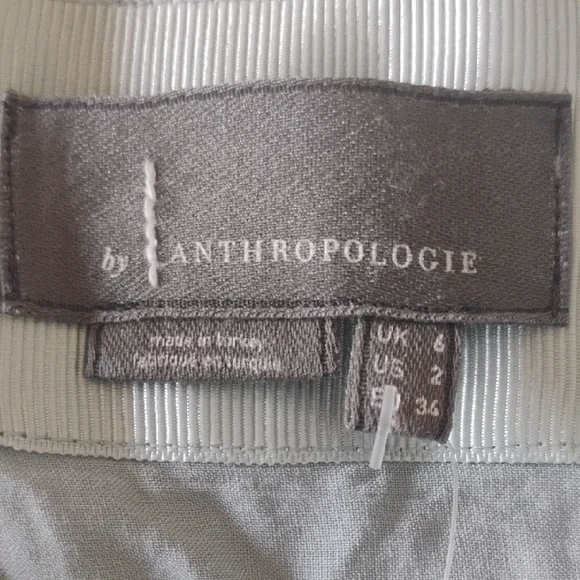 by ANTHROPOLOGIE
made in turkey
fabriqué en turquie
UK 6
US 2
34